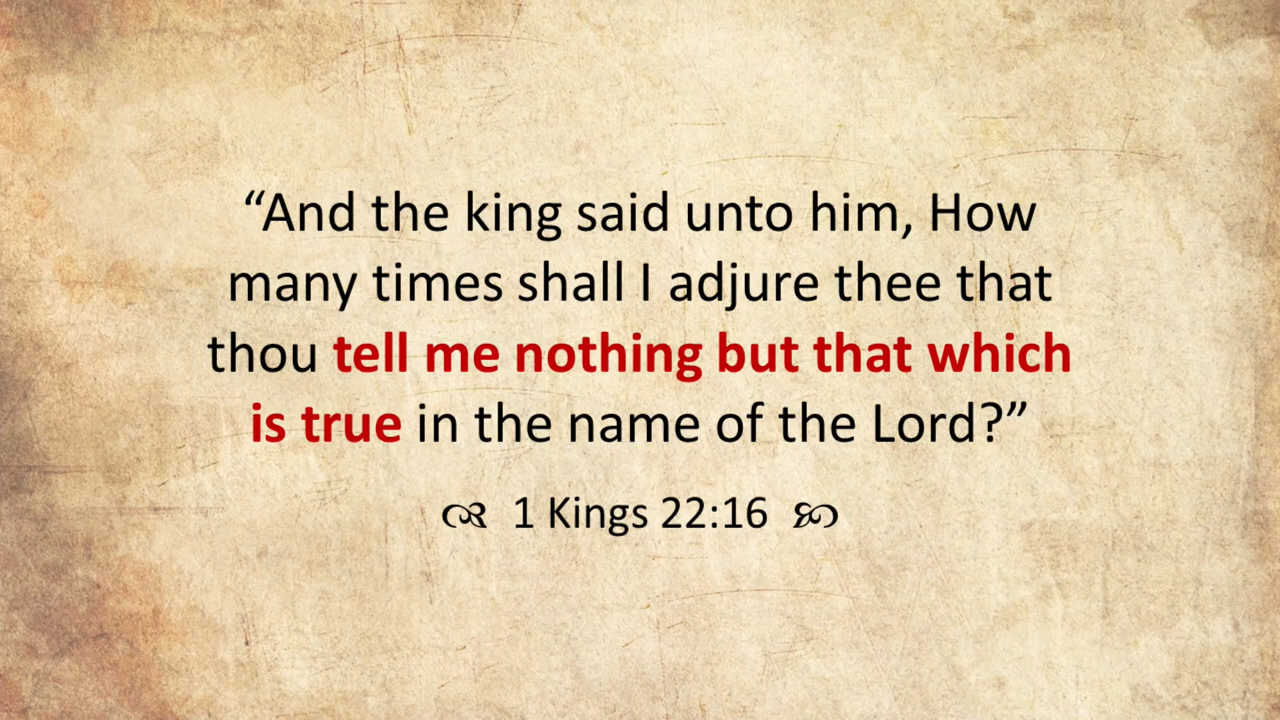 “And the king said unto him, How
many times shall I adjure thee that
thou tell me nothing but that which
is true in the name of the Lord?”
1 Kings 22:16